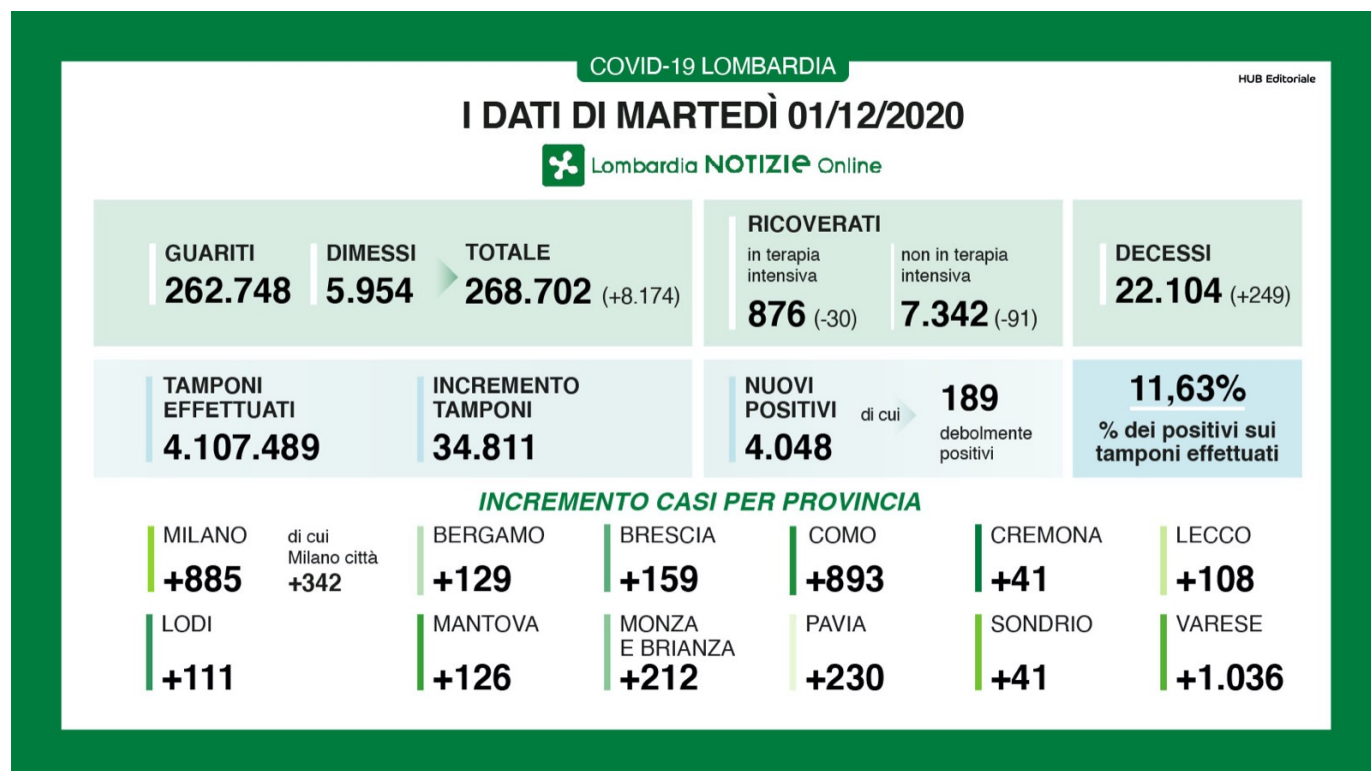 COVID-19 LOMBARDIA
HUB Editoriale
I DATI DI MARTEDÌ 01/12/2020
Lombardia NOTIZIE Online
GUARITI
262.748
DIMESSI
5.954
TOTALE
268.702 (+8.174)
RICOVERATI
in terapia
intensiva
876 (-30)
non in terapia
intensiva
7.342 (-91)
DECESSI
22.104 (+249)
TAMPONI
EFFETTUATI
4.107.489
INCREMENTO
TAMPONI
34.811
NUOVI
POSITIVI
4.048
di cui
189
debolmente
positivi
11,63%
% dei positivi sui
tamponi effettuati
INCREMENTO CASI PER PROVINCIA
MILANO
+885
di cui
Milano città
+342
BERGAMO
+129
BRESCIA
+159
COMO
+893
CREMONA
+41
LECCO
+108
LODI
+111
MANTOVA
+126
MONZA
E BRIANZA
+212
PAVIA
+230
SONDRIO
+41
VARESE
+1.036